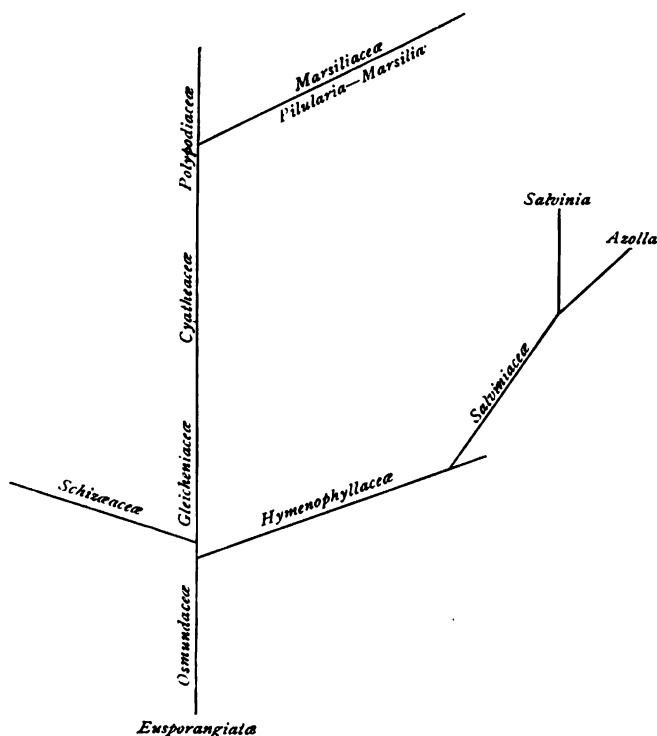 Marsiliaceæ
Pilularia—Marsilia
Polypodiaceæ
Salvinia
Azolla
Cyatheaceæ
Salviniaceæ
Gleicheniaceæ
Schizæaceæ
Hymenophyllaceæ
Osmundaceæ
Eusporangiatæ